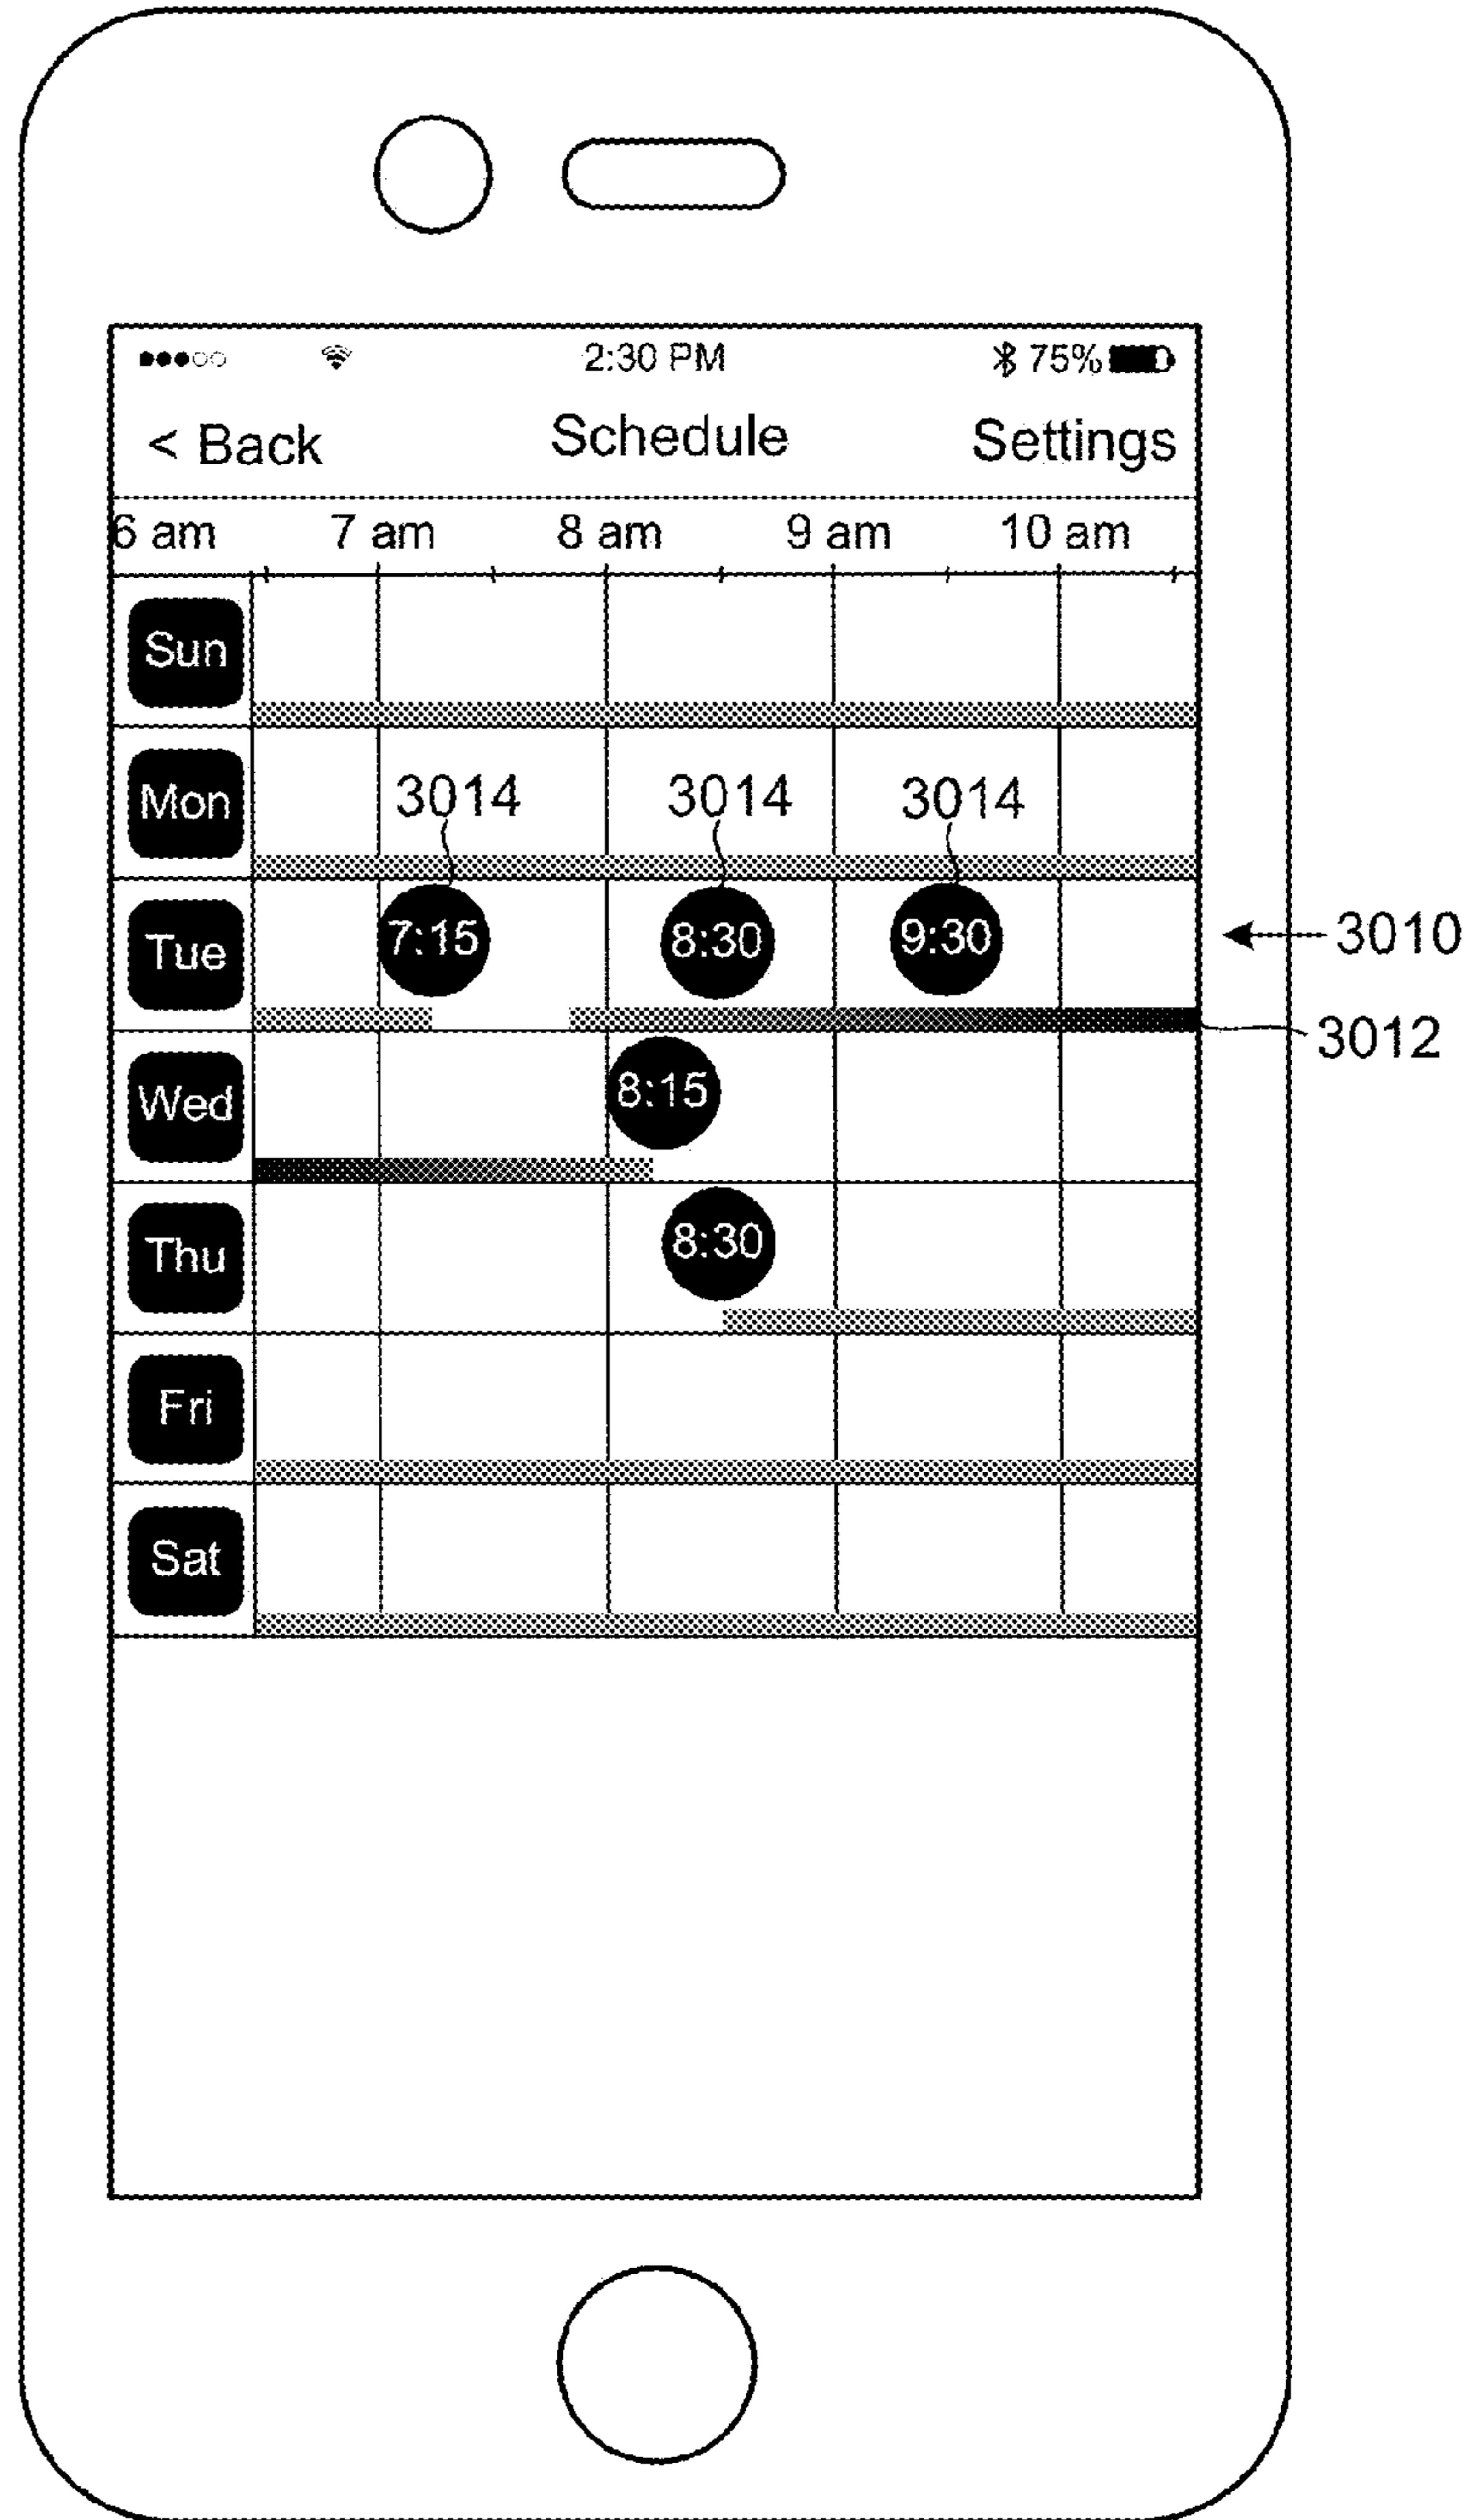 2:30 PM 75%
< Back Schedule Settings
6 am 7 am 8 am 9 am 10 am
Sun
Mon 3014 3014 3014
Tue 7:15 8:30 9:30 3010
3012
Wed 8:15
Thu 8:30
Fri
Sat